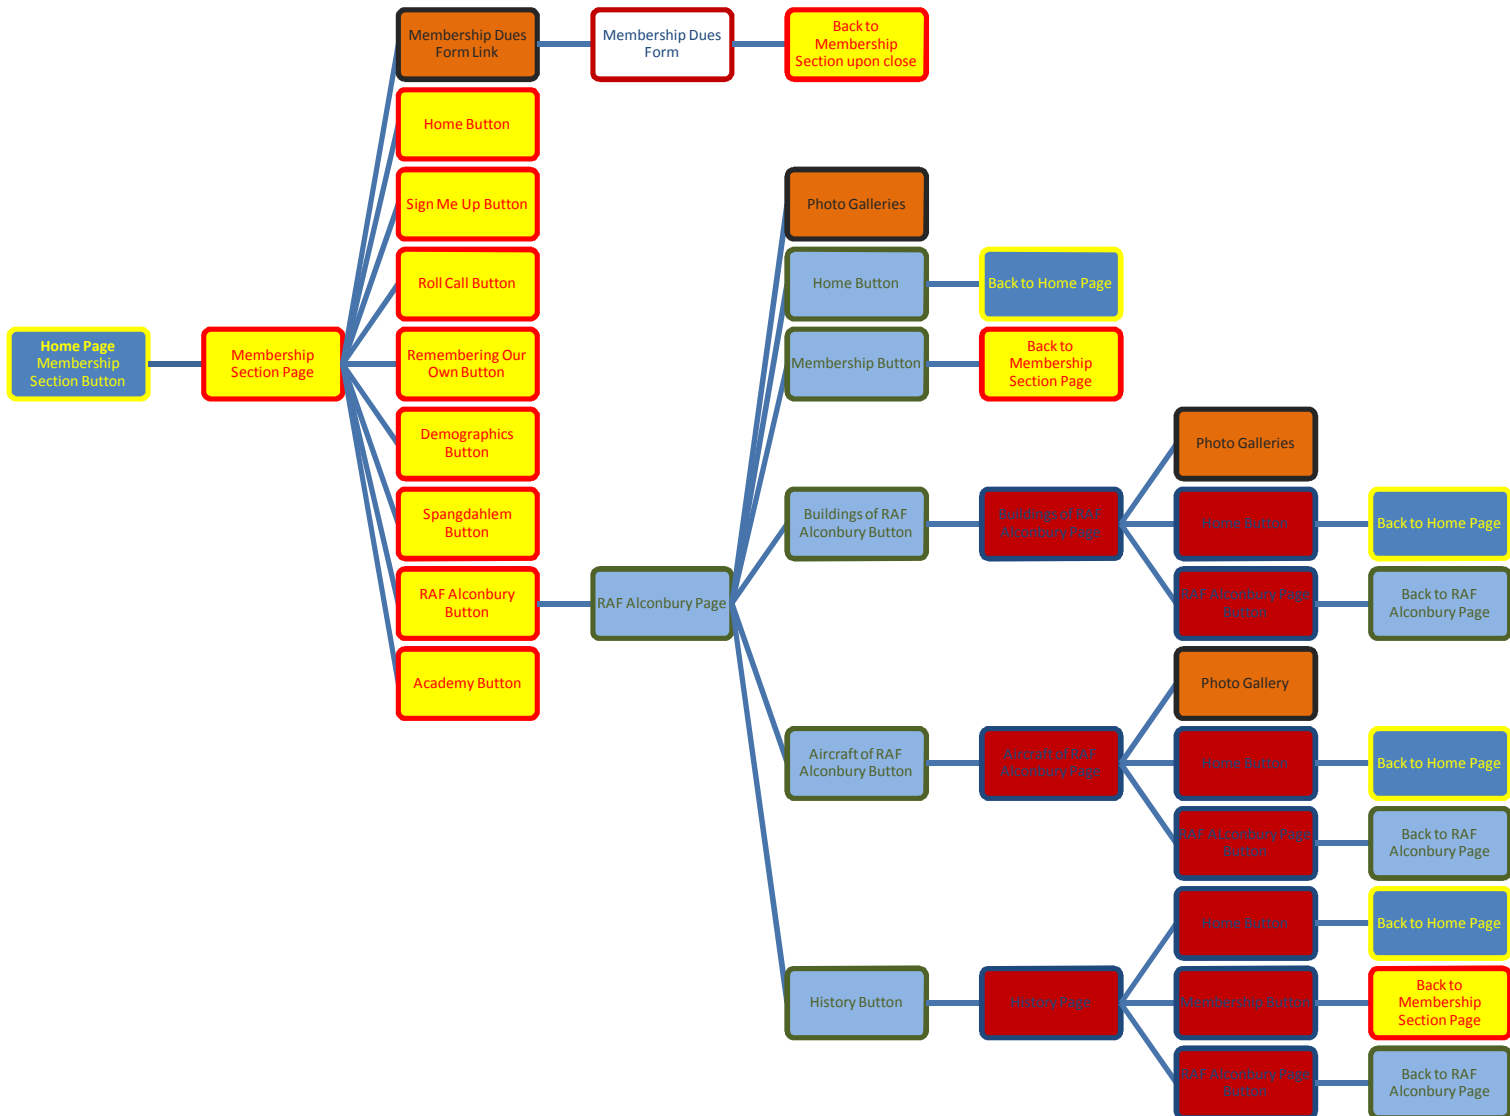 Membership Dues
Form Link
Membership Dues
Form
Back to
Membership
Section upon close
Home Button
Sign Me Up Button
Photo Galleries
Roll Call Button
Home Button
Back to Home Page
Home Page
Membership
Section Button
Membership
Section Page
Remembering Our
Own Button
Membership Button
Back to
Membership
Section Page
Demographics
Button
Photo Galleries
Spangdahlem
Button
Buildings of RAF
Alconbury Button
Buildings of RAF
Alconbury Page
Home Button
Back to Home Page
RAF Alconbury
Button
RAF Alconbury Page
RAF Alconbury Page
Button
Back to RAF
Alconbury Page
Academy Button
Photo Gallery
Aircraft of RAF
Alconbury Button
Aircraft of RAF
Alconbury Page
Home Button
Back to Home Page
RAF ALconbury Page
Button
Back to RAF
Alconbury Page
Home Button
Back to Home Page
History Button
History Page
Membership Button
Back to
Membership
Section Page
RAF Alconbury Page
Button
Back to RAF
Alconbury Page